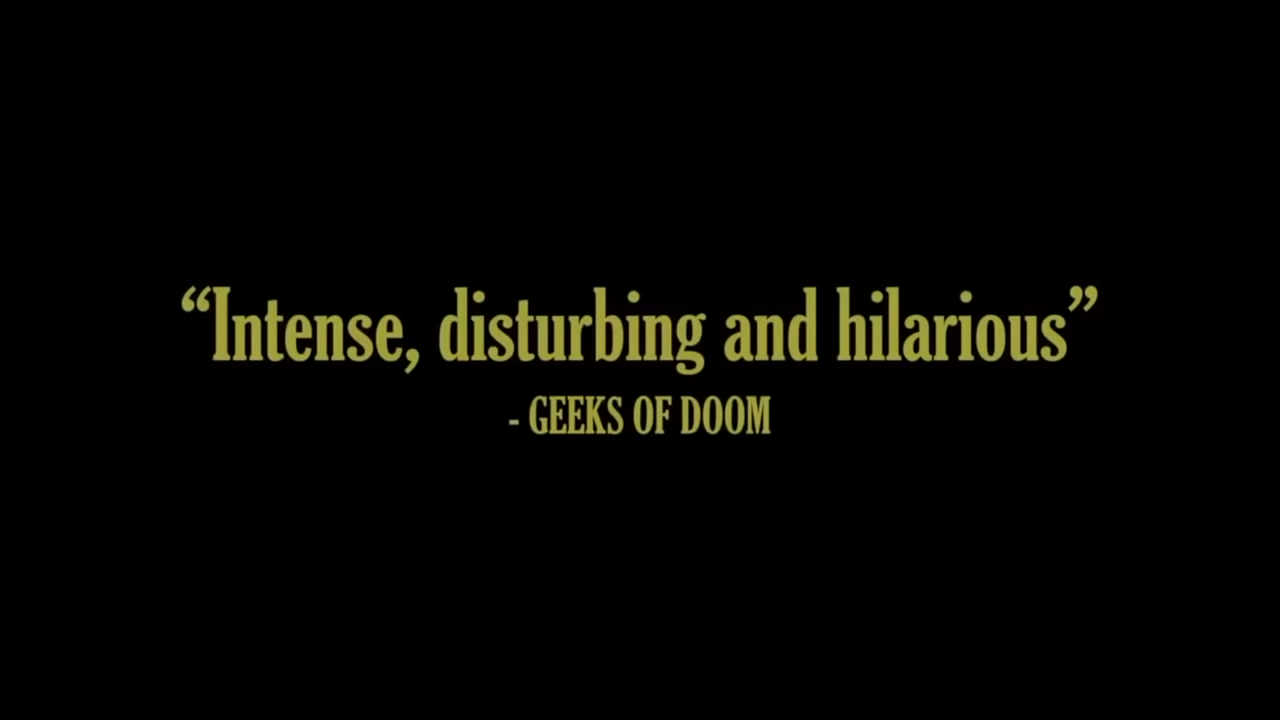 “Intense, disturbing and hilarious”
- GEEKS OF DOOM